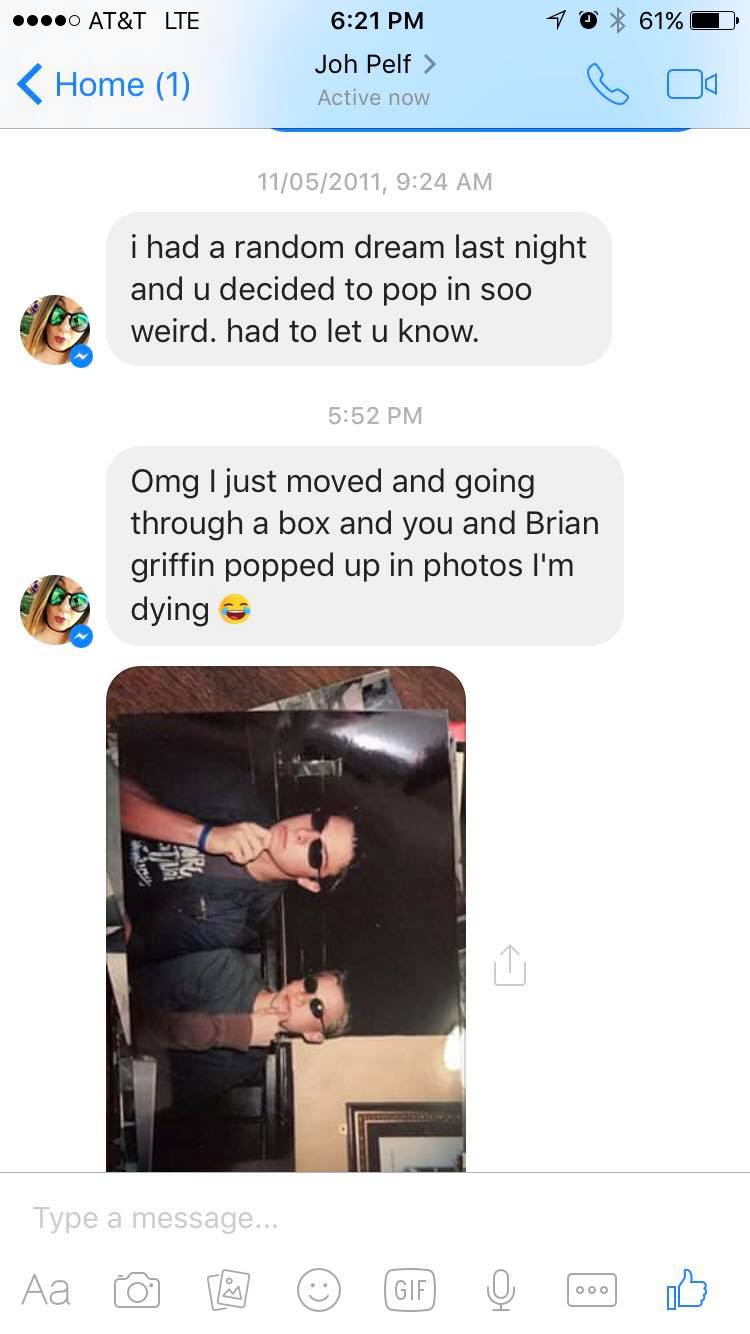 AT&T LTE 6:21 PM 61%
Home (1) Joh Pelf
Active now
11/05/2011, 9:24 AM
i had a random dream last night
and u decided to pop in soo
weird. had to let u know.
5:52 PM
Omg I just moved and going
through a box and you and Brian
griffin popped up in photos I'm
dying 😂
Type a message...
Aa GIF